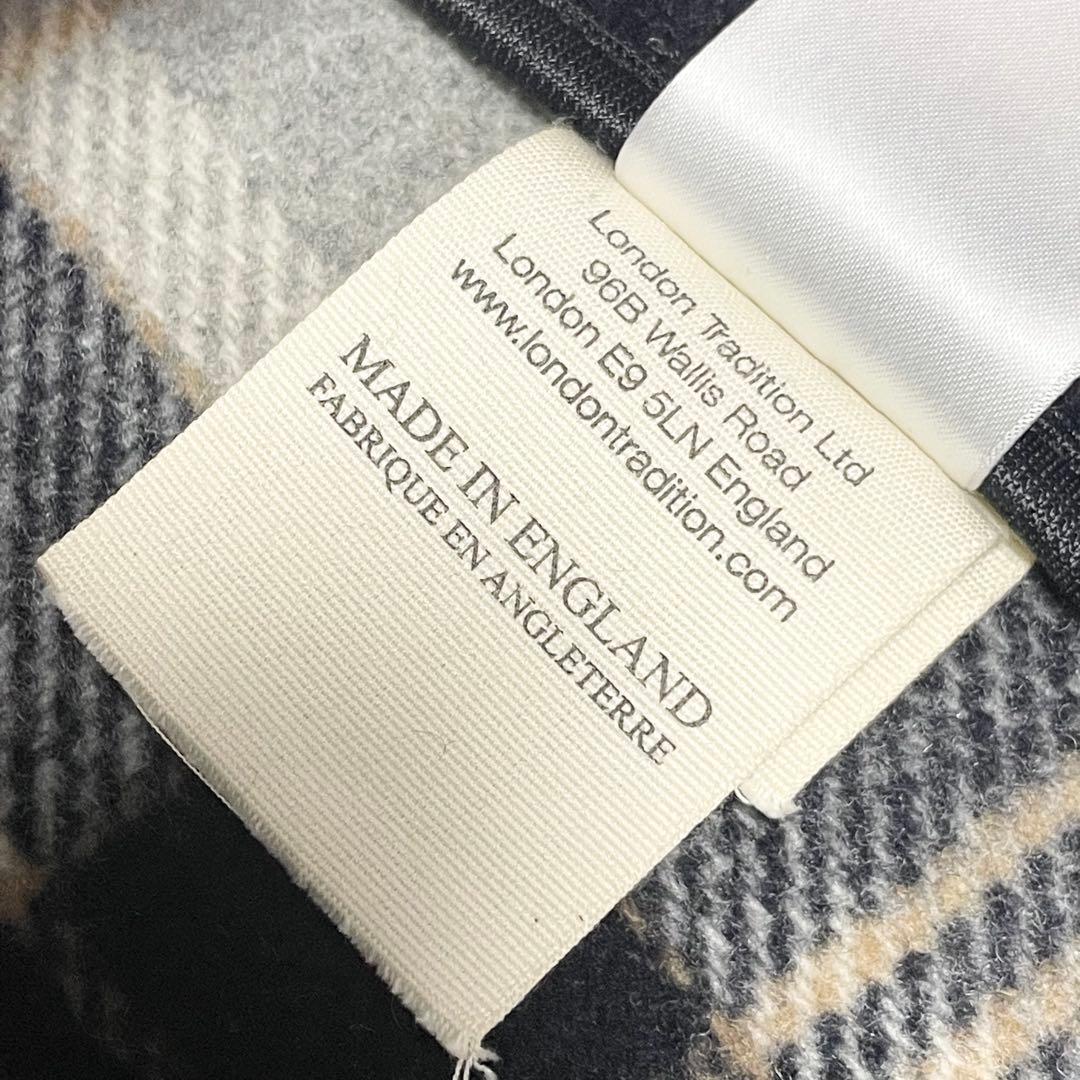 London Tradition Ltd
96B Wallis Road
London E9 5LN England
www.londontradition.com
MADE IN ENGLAND
FABRIQUE EN ANGLETERRE